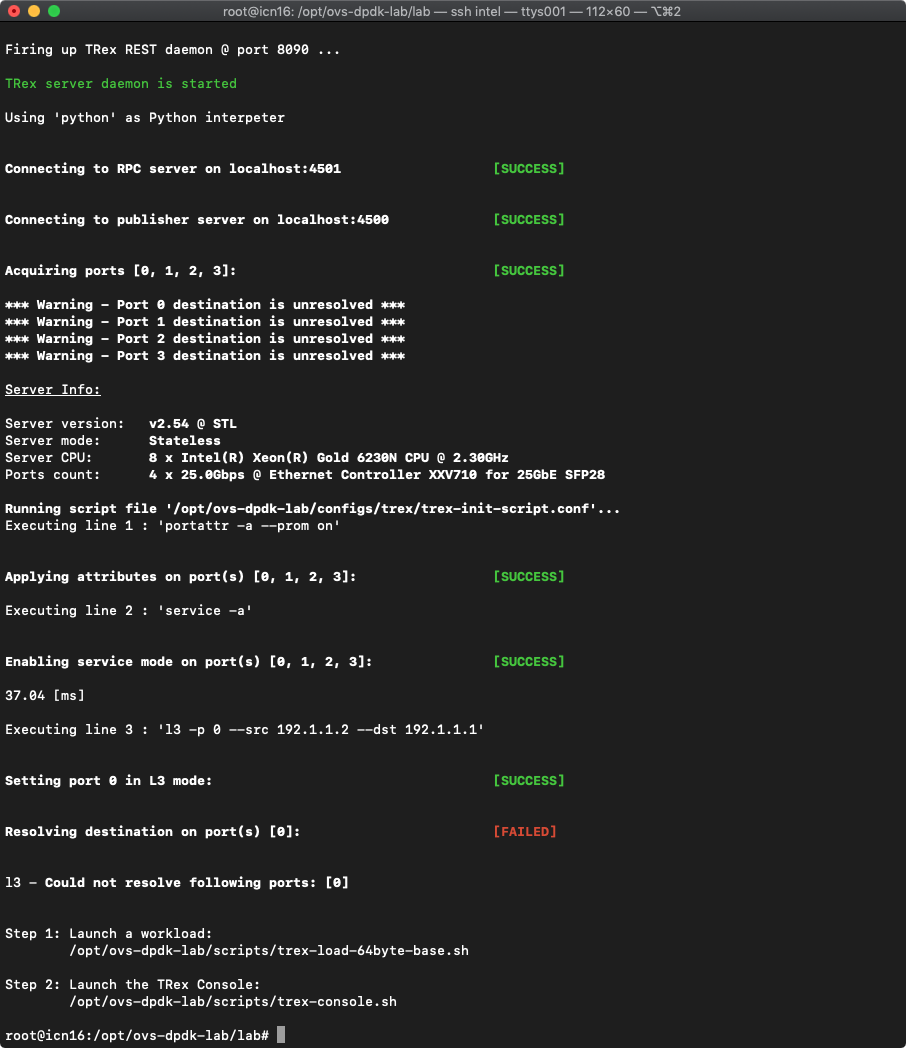 root@icn16: /opt/ovs-dpdk-lab/lab — ssh intel — ttys001 — 112×60 — ⌥⌘2
Firing up TRex REST daemon @ port 8090 ...
TRex server daemon is started
Using 'python' as Python interpeter
Connecting to RPC server on localhost:4501 [SUCCESS]
Connecting to publisher server on localhost:4500 [SUCCESS]
Acquiring ports [0, 1, 2, 3]: [SUCCESS]
*** Warning - Port 0 destination is unresolved ***
*** Warning - Port 1 destination is unresolved ***
*** Warning - Port 2 destination is unresolved ***
*** Warning - Port 3 destination is unresolved ***
Server Info:
Server version: v2.54 @ STL
Server mode: Stateless
Server CPU: 8 x Intel(R) Xeon(R) Gold 6230N CPU @ 2.30GHz
Ports count: 4 x 25.0Gbps @ Ethernet Controller XXV710 for 25GbE SFP28
Running script file '/opt/ovs-dpdk-lab/configs/trex/trex-init-script.conf'...
Executing line 1 : 'portattr -a --prom on'
Applying attributes on port(s) [0, 1, 2, 3]: [SUCCESS]
Executing line 2 : 'service -a'
Enabling service mode on port(s) [0, 1, 2, 3]: [SUCCESS]
37.04 [ms]
Executing line 3 : 'l3 -p 0 --src 192.1.1.2 --dst 192.1.1.1'
Setting port 0 in L3 mode: [SUCCESS]
Resolving destination on port(s) [0]: [FAILED]
l3 - Could not resolve following ports: [0]
Step 1: Launch a workload:
/opt/ovs-dpdk-lab/scripts/trex-load-64byte-base.sh
Step 2: Launch the TRex Console:
/opt/ovs-dpdk-lab/scripts/trex-console.sh
root@icn16:/opt/ovs-dpdk-lab/lab#